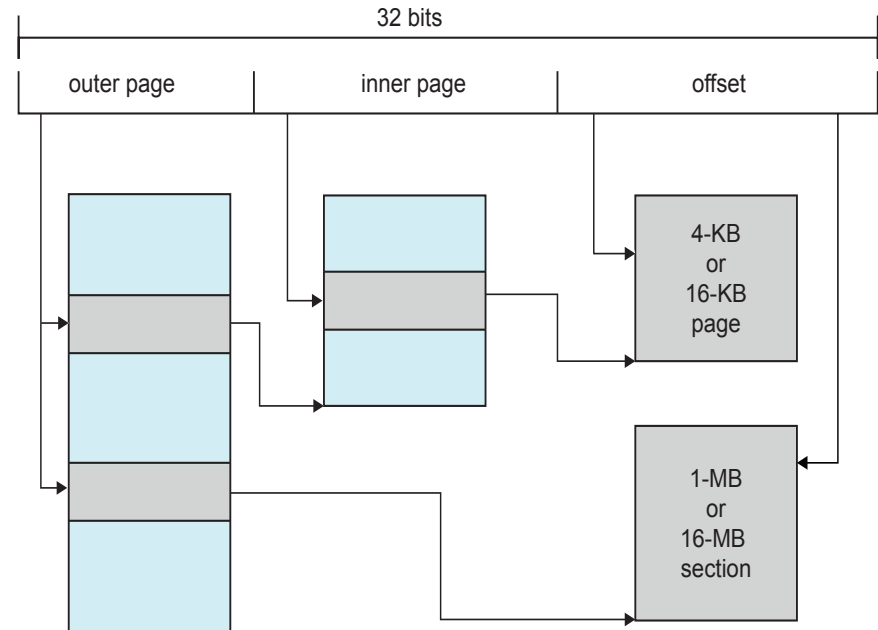 32 bits
outer page
inner page
offset
4-KB
or
16-KB
page
1-MB
or
16-MB
section